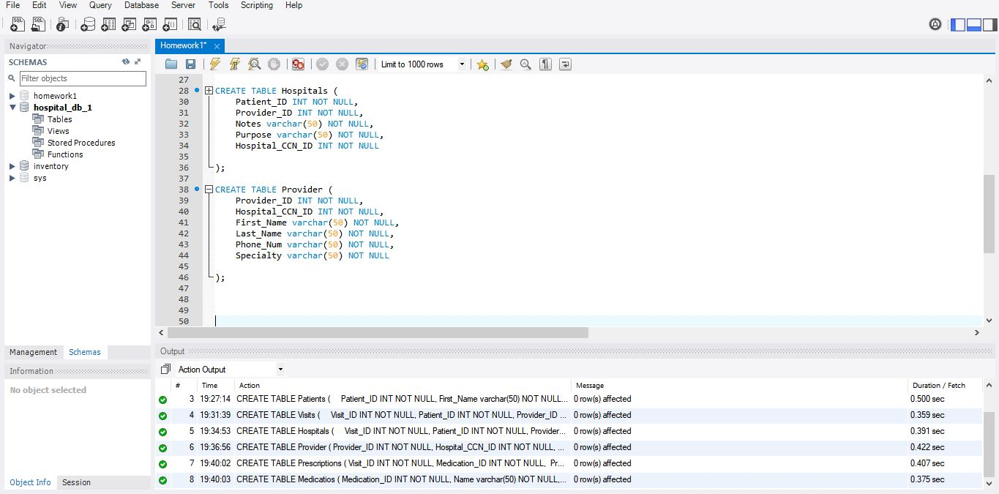 File Edit View Query Database Server Tools Scripting Help
Navigator
SCHEMAS
Filter objects
homework1
hospital_db_1
Tables
Views
Stored Procedures
Functions
inventory
sys
Management Schemas
Information
No object selected
Object Info Session
Homework1*
Limit to 1000 rows
27
28 CREATE TABLE Hospitals (
30 Patient_ID INT NOT NULL,
31 Provider_ID INT NOT NULL,
32 Notes varchar(50) NOT NULL,
33 Purpose varchar(50) NOT NULL,
34 Hospital_CCN_ID INT NOT NULL
35
36 );
37
38 CREATE TABLE Provider (
39 Provider_ID INT NOT NULL,
40 Hospital_CCN_ID INT NOT NULL,
41 First_Name varchar(50) NOT NULL,
42 Last_Name varchar(50) NOT NULL,
43 Phone_Num varchar(50) NOT NULL,
44 Specialty varchar(50) NOT NULL
45
46 );
47
48
49
50
Output
Action Output
# Time Action Message Duration / Fetch
3 19:27:14 CREATE TABLE Patients ( Patient_ID INT NOT NULL, First_Name varchar(50) NOT NULL... 0 row(s) affected 0.500 sec
4 19:31:39 CREATE TABLE Visits ( Visit_ID INT NOT NULL, Patient_ID INT NOT NULL, Provider_ID ... 0 row(s) affected 0.359 sec
5 19:34:53 CREATE TABLE Hospitals ( Visit_ID INT NOT NULL, Patient_ID INT NOT NULL, Provider... 0 row(s) affected 0.391 sec
6 19:36:56 CREATE TABLE Provider ( Provider_ID INT NOT NULL, Hospital_CCN_ID INT NOT NULL, ... 0 row(s) affected 0.422 sec
7 19:40:02 CREATE TABLE Prescriptions ( Visit_ID INT NOT NULL, Medication_ID INT NOT NULL, Pr... 0 row(s) affected 0.407 sec
8 19:40:03 CREATE TABLE Medicatios ( Medication_ID INT NOT NULL, Name varchar(50) NOT NULL,... 0 row(s) affected 0.375 sec